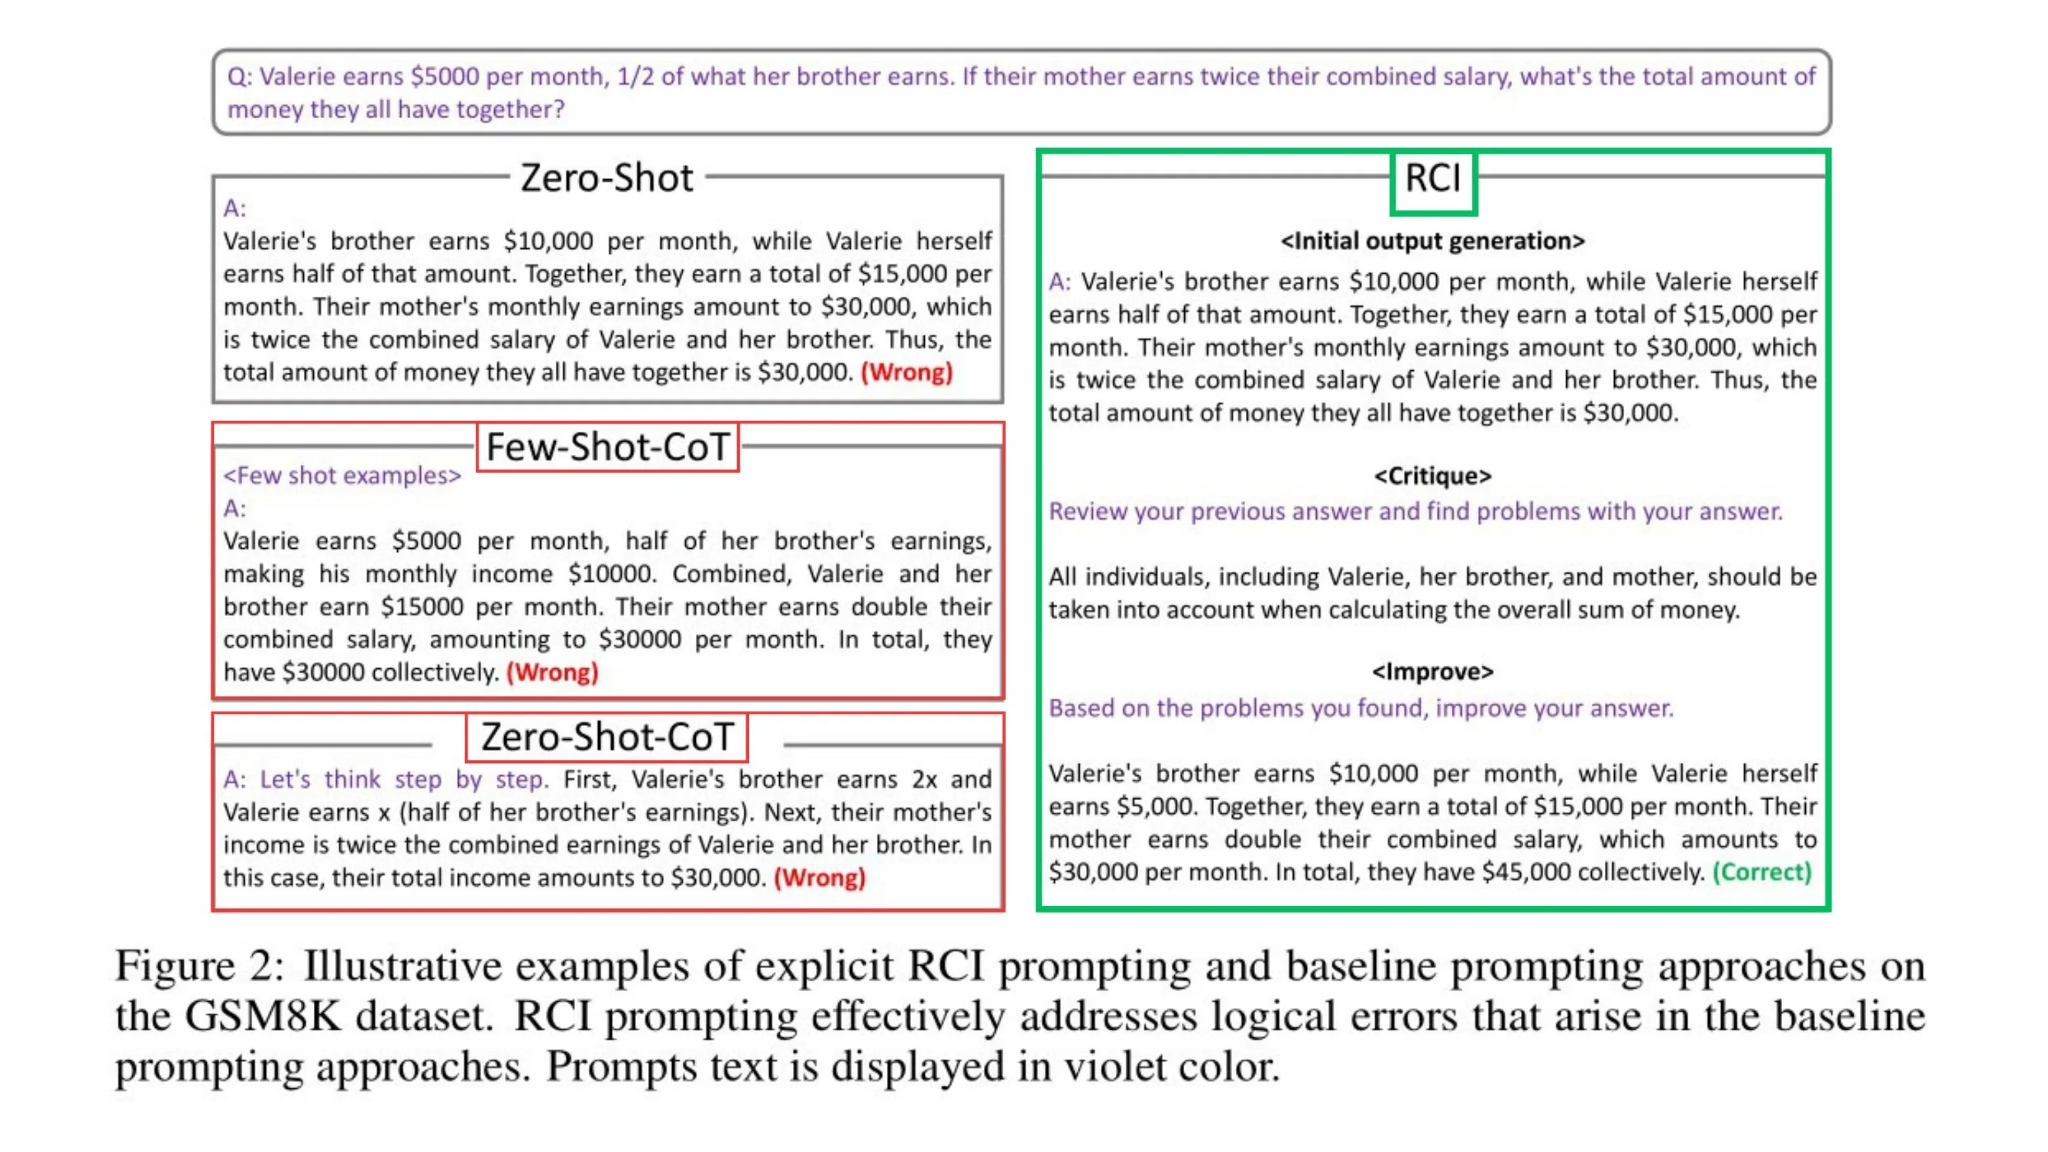 Q: Valerie earns $5000 per month, 1/2 of what her brother earns. If their mother earns twice their combined salary, what's the total amount of
money they all have together?
Zero-Shot
A:
Valerie's brother earns $10,000 per month, while Valerie herself
earns half of that amount. Together, they earn a total of $15,000 per
month. Their mother's monthly earnings amount to $30,000, which
is twice the combined salary of Valerie and her brother. Thus, the
total amount of money they all have together is $30,000. (Wrong)
Few-Shot-CoT
<Few shot examples>
A:
Valerie earns $5000 per month, half of her brother's earnings,
making his monthly income $10000. Combined, Valerie and her
brother earn $15000 per month. Their mother earns double their
combined salary, amounting to $30000 per month. In total, they
have $30000 collectively. (Wrong)
Zero-Shot-CoT
A: Let's think step by step. First, Valerie's brother earns 2x and
Valerie earns x (half of her brother's earnings). Next, their mother's
income is twice the combined earnings of Valerie and her brother. In
this case, their total income amounts to $30,000. (Wrong)
RCI
<Initial output generation>
A: Valerie's brother earns $10,000 per month, while Valerie herself
earns half of that amount. Together, they earn a total of $15,000 per
month. Their mother's monthly earnings amount to $30,000, which
is twice the combined salary of Valerie and her brother. Thus, the
total amount of money they all have together is $30,000.
<Critique>
Review your previous answer and find problems with your answer.
All individuals, including Valerie, her brother, and mother, should be
taken into account when calculating the overall sum of money.
<Improve>
Based on the problems you found, improve your answer.
Valerie's brother earns $10,000 per month, while Valerie herself
earns $5,000. Together, they earn a total of $15,000 per month. Their
mother earns double their combined salary, which amounts to
$30,000 per month. In total, they have $45,000 collectively. (Correct)
Figure 2: Illustrative examples of explicit RCI prompting and baseline prompting approaches on
the GSM8K dataset. RCI prompting effectively addresses logical errors that arise in the baseline
prompting approaches. Prompts text is displayed in violet color.